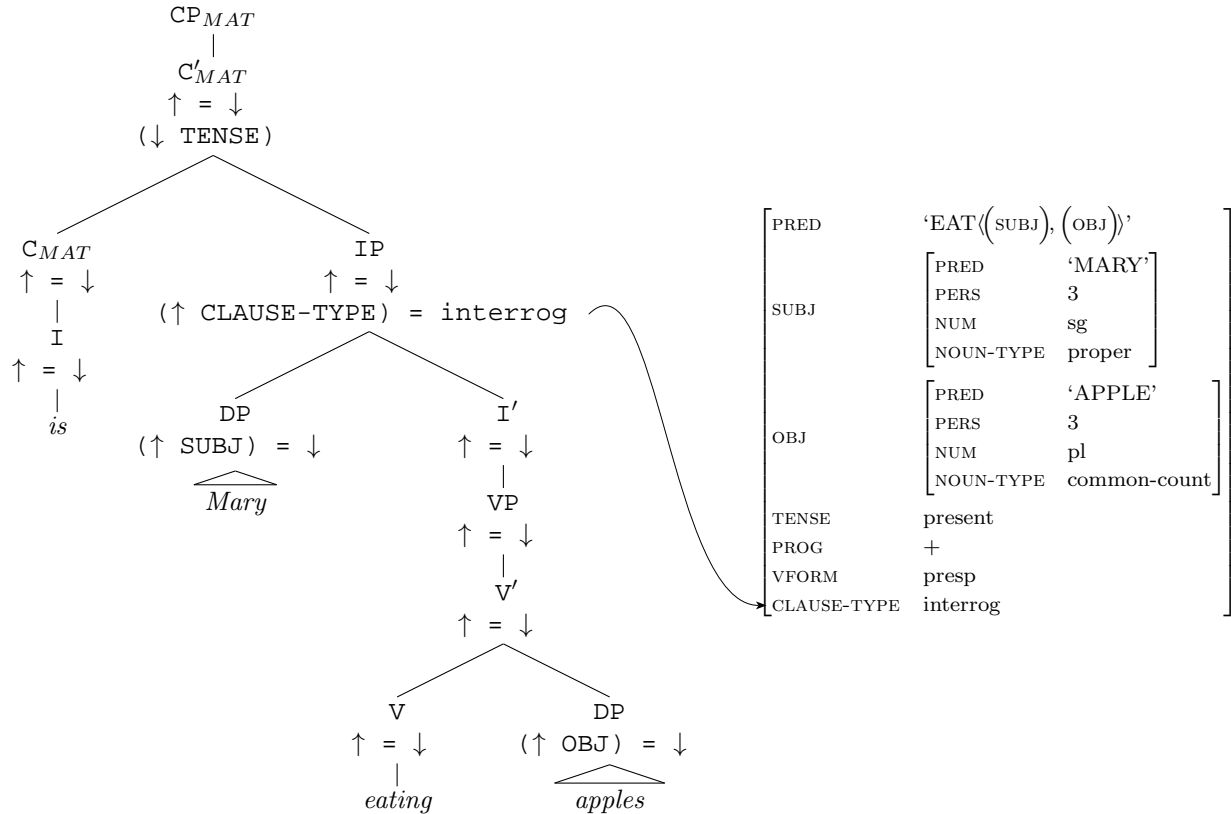 CP_MAT
C′_MAT
↑ = ↓
(↓ TENSE)
C_MAT
↑ = ↓
I
↑ = ↓
is
IP
↑ = ↓
(↑ CLAUSE-TYPE) = interrog
DP
(↑ SUBJ) = ↓
Mary
I′
↑ = ↓
VP
↑ = ↓
V′
↑ = ↓
V
↑ = ↓
eating
DP
(↑ OBJ) = ↓
apples
PRED ‘EAT⟨(SUBJ), (OBJ)⟩’
SUBJ
PRED ‘MARY’
PERS 3
NUM sg
NOUN-TYPE proper
OBJ
PRED ‘APPLE’
PERS 3
NUM pl
NOUN-TYPE common-count
TENSE present
PROG +
VFORM presp
CLAUSE-TYPE interrog